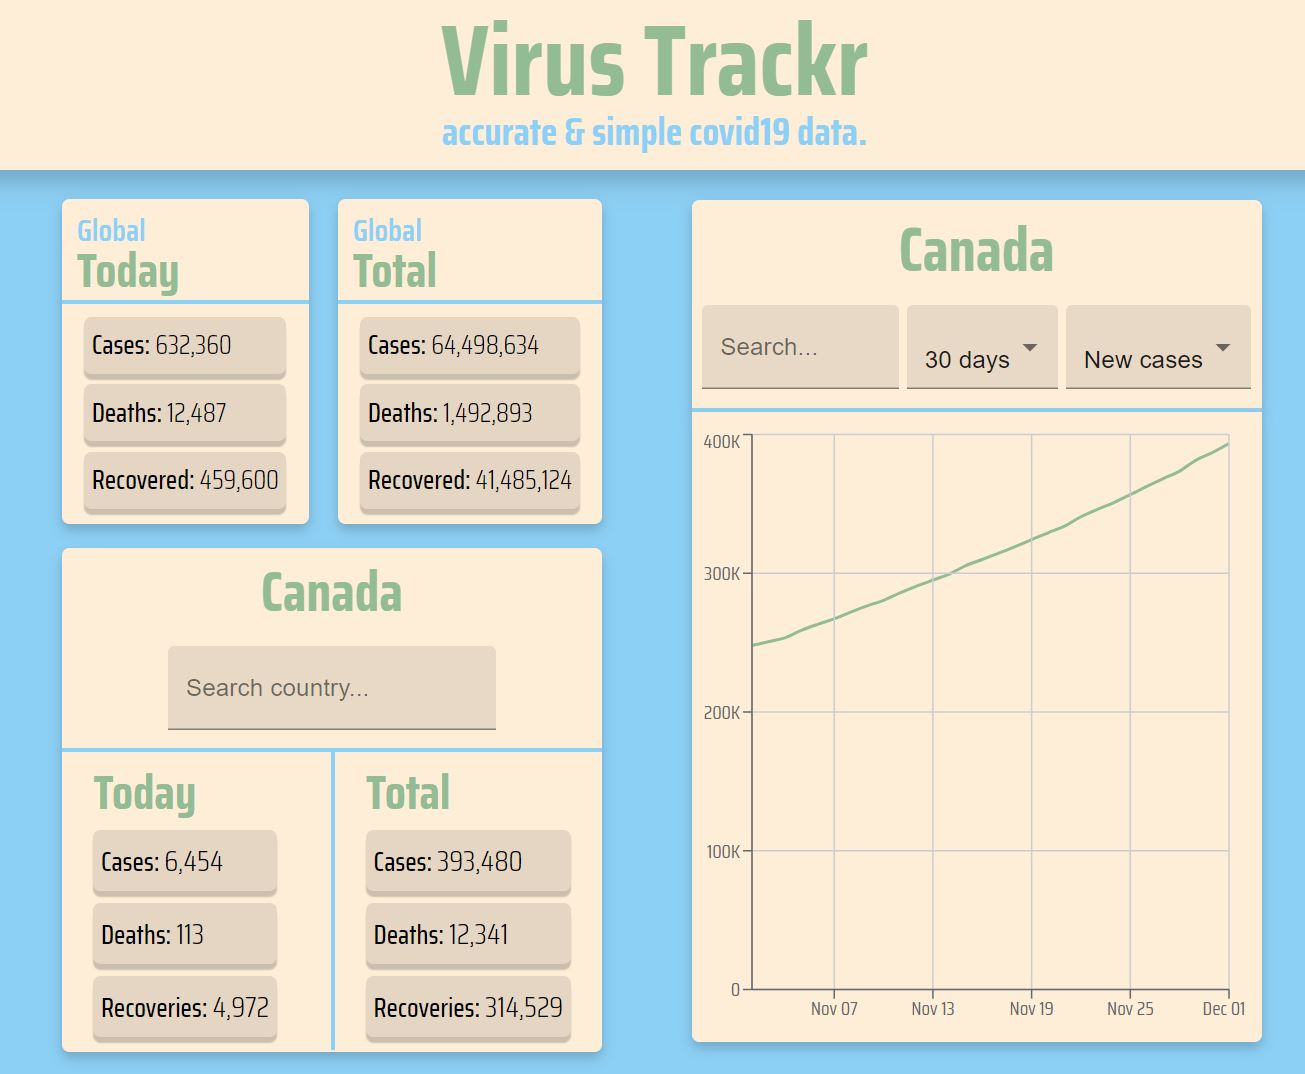 Virus Trackr
accurate & simple covid19 data.
Global
Today
Cases: 632,360
Deaths: 12,487
Recovered: 459,600
Global
Total
Cases: 64,498,634
Deaths: 1,492,893
Recovered: 41,485,124
Canada
Search country...
Today
Cases: 6,454
Deaths: 113
Recoveries: 4,972
Total
Cases: 393,480
Deaths: 12,341
Recoveries: 314,529
Canada
Search...
30 days
New cases
400K
300K
200K
100K
0
Nov 07 Nov 13 Nov 19 Nov 25 Dec 01